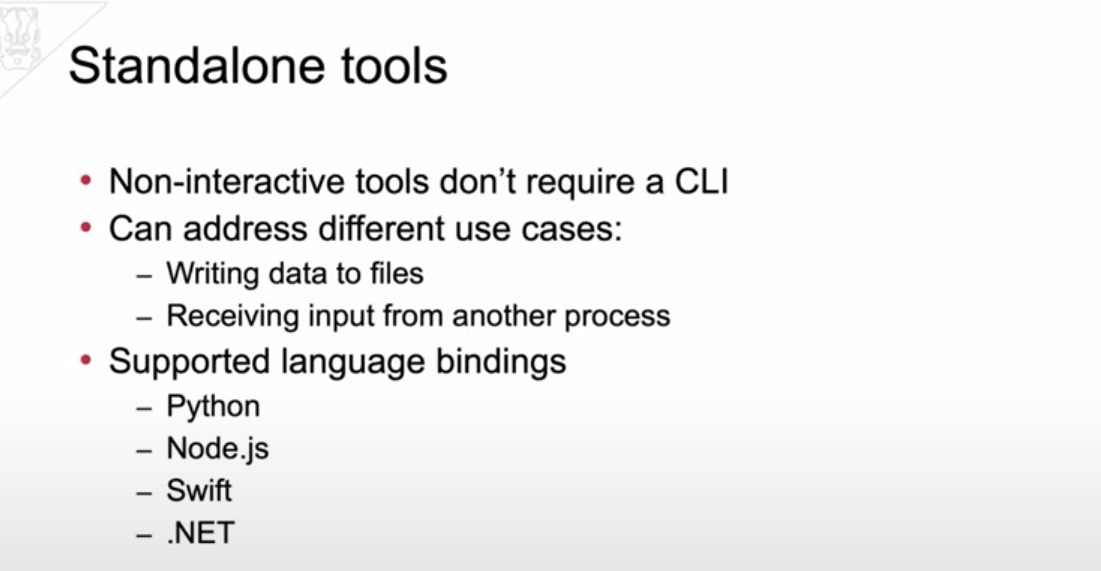 Standalone tools
• Non-interactive tools don't require a CLI
• Can address different use cases:
– Writing data to files
– Receiving input from another process
• Supported language bindings
– Python
– Node.js
– Swift
– .NET